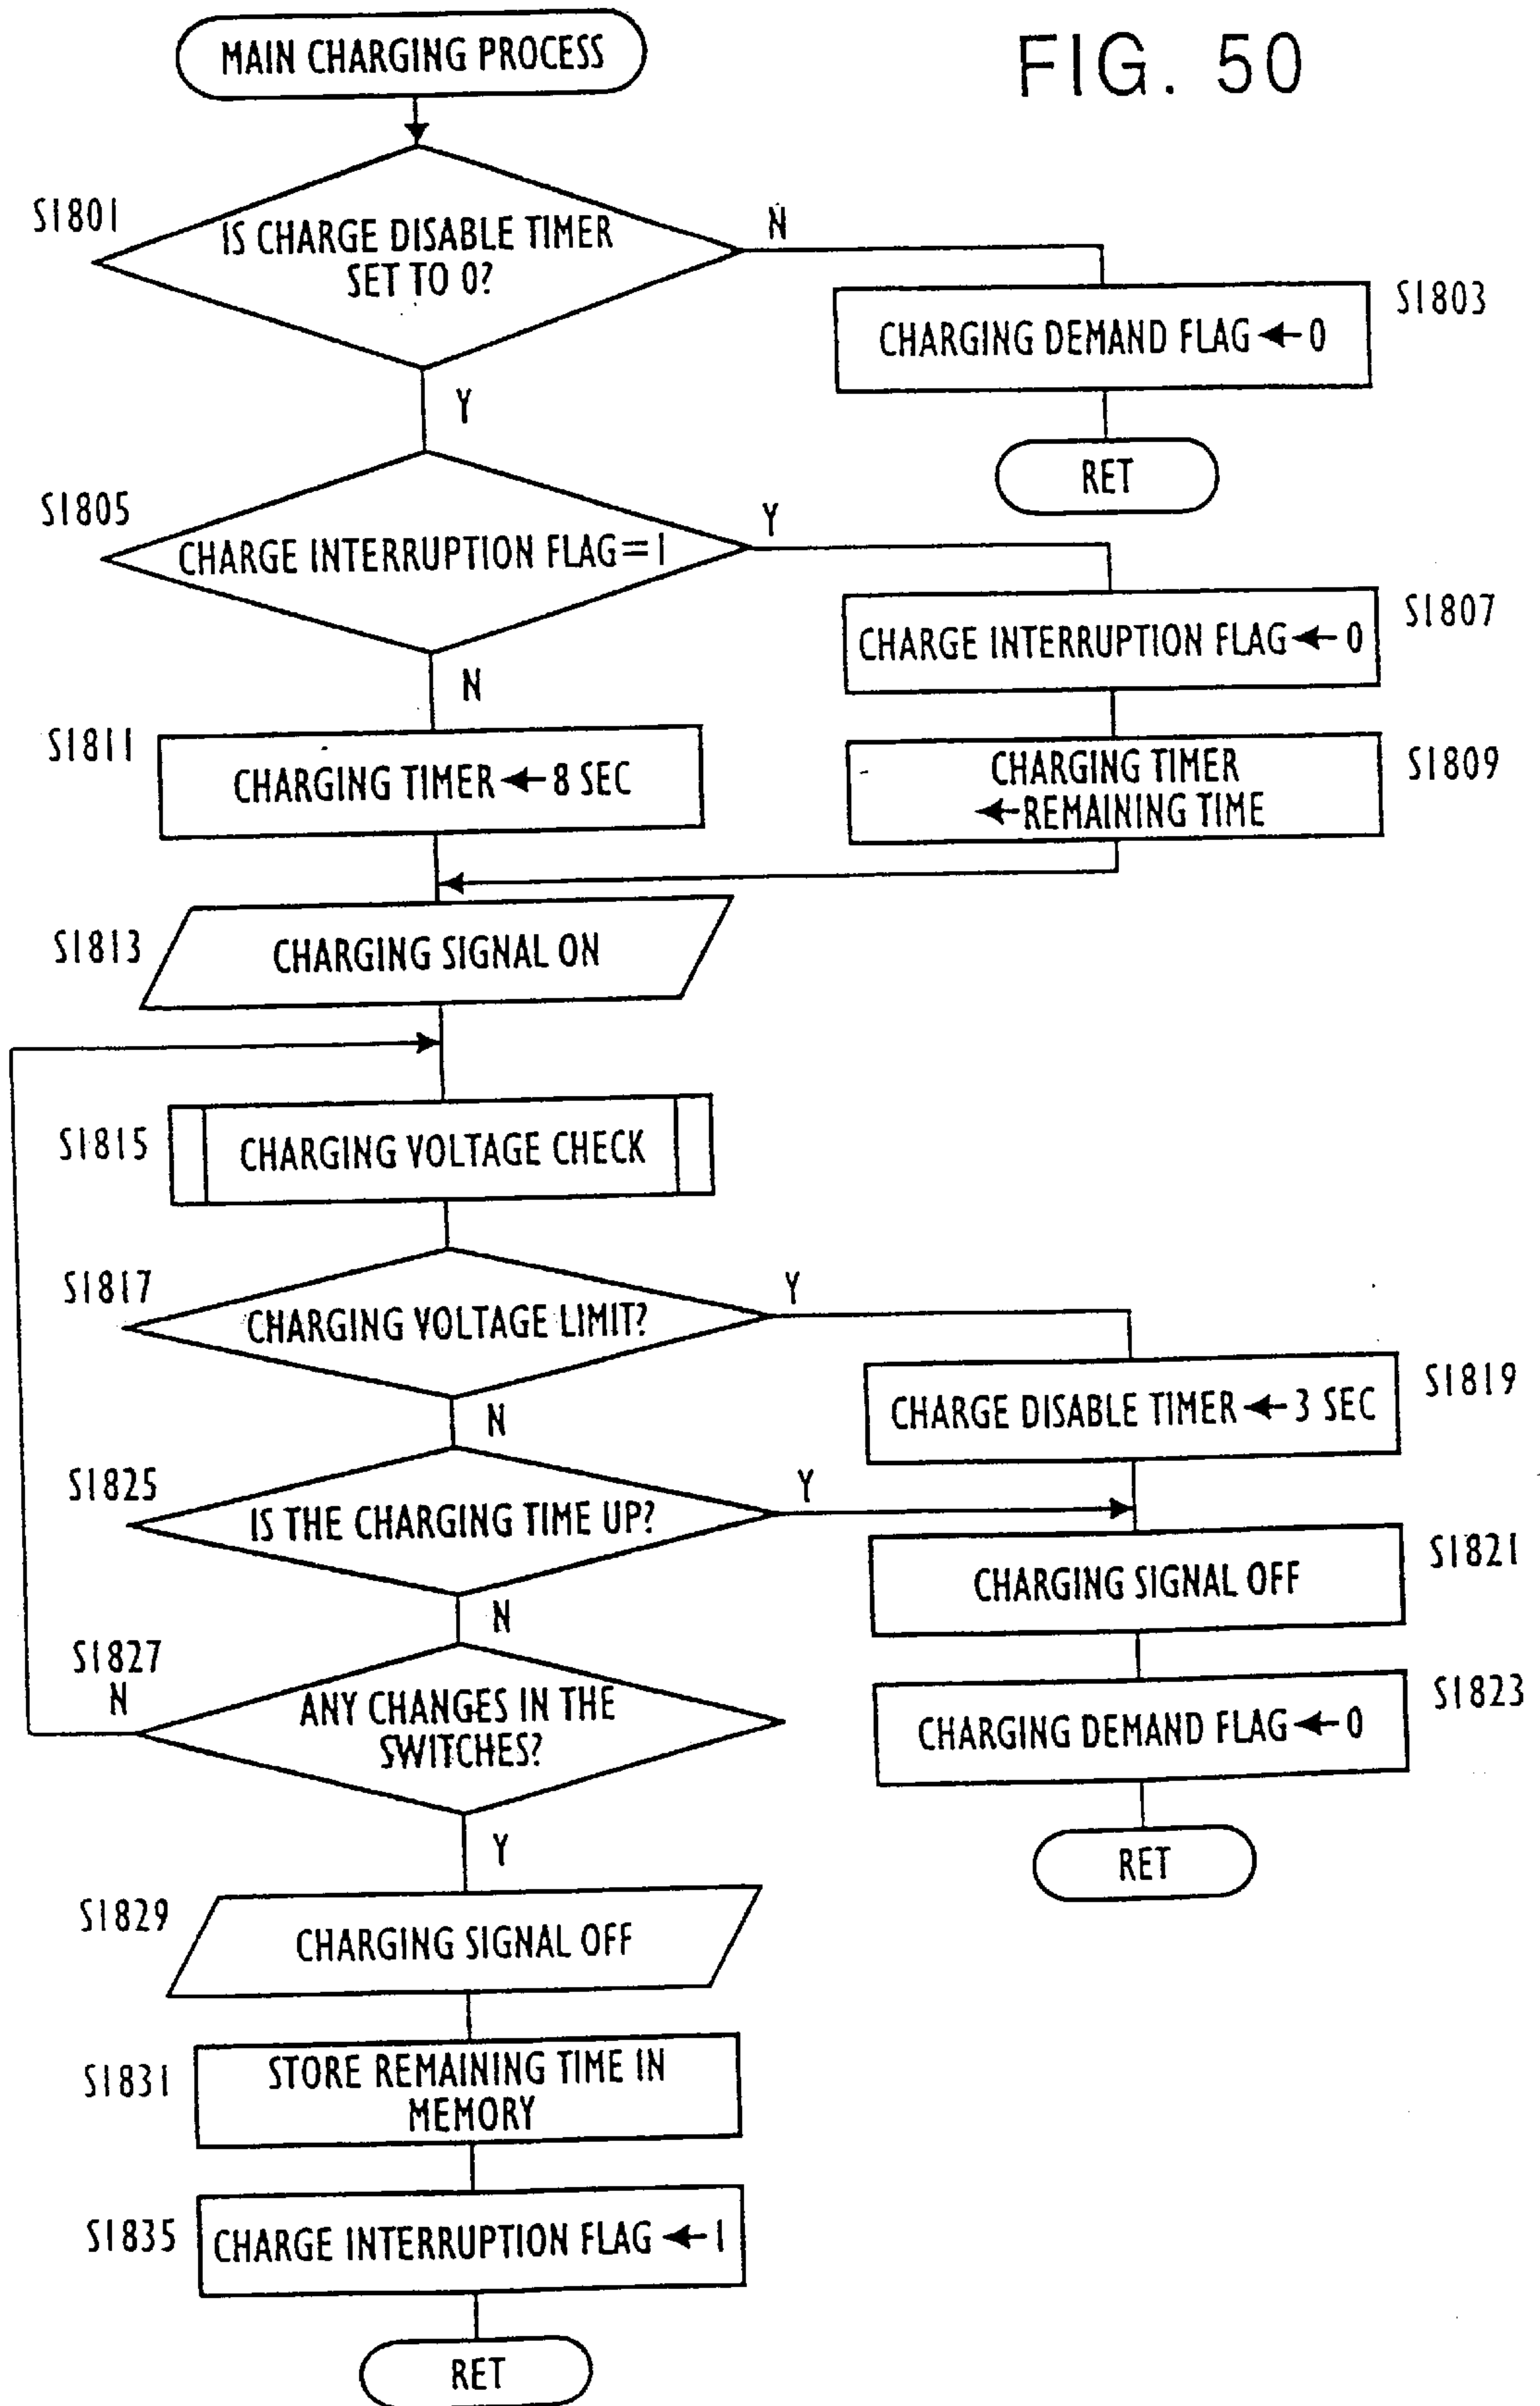 FIG. 50
MAIN CHARGING PROCESS
S1801
IS CHARGE DISABLE TIMER
SET TO 0?
N
S1803
CHARGING DEMAND FLAG ← 0
RET
Y
S1805
CHARGE INTERRUPTION FLAG = 1
Y
S1807
CHARGE INTERRUPTION FLAG ← 0
S1809
CHARGING TIMER
← REMAINING TIME
N
S1811
CHARGING TIMER ← 8 SEC
S1813
CHARGING SIGNAL ON
S1815
CHARGING VOLTAGE CHECK
S1817
CHARGING VOLTAGE LIMIT?
Y
S1819
CHARGE DISABLE TIMER ← 3 SEC
N
S1825
IS THE CHARGING TIME UP?
Y
S1821
CHARGING SIGNAL OFF
S1823
CHARGING DEMAND FLAG ← 0
RET
N
S1827
N
ANY CHANGES IN THE
SWITCHES?
Y
S1829
CHARGING SIGNAL OFF
S1831
STORE REMAINING TIME IN
MEMORY
S1835
CHARGE INTERRUPTION FLAG ← 1
RET